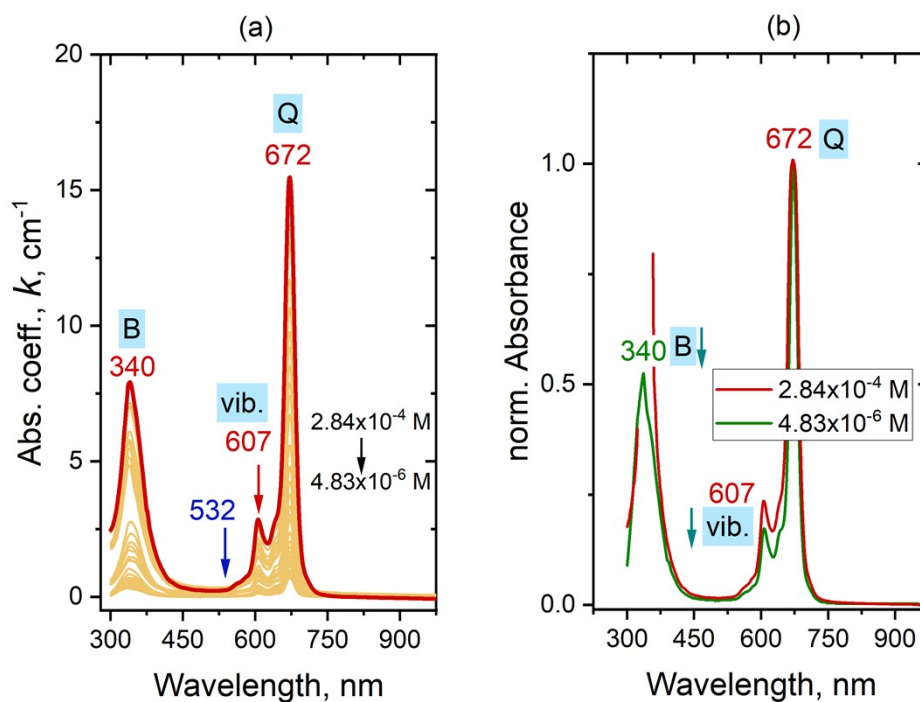 (a)
20
15
10
5
0
Abs. coeff., k, cm⁻¹
B
340
532
vib.
607
Q
672
2.84x10⁻⁴ M
4.83x10⁻⁶ M
300 450 600 750 900
Wavelength, nm
(b)
1.0
0.5
0.0
norm. Absorbance
672 Q
340 B
2.84x10⁻⁴ M
4.83x10⁻⁶ M
607
vib.
300 450 600 750 900
Wavelength, nm